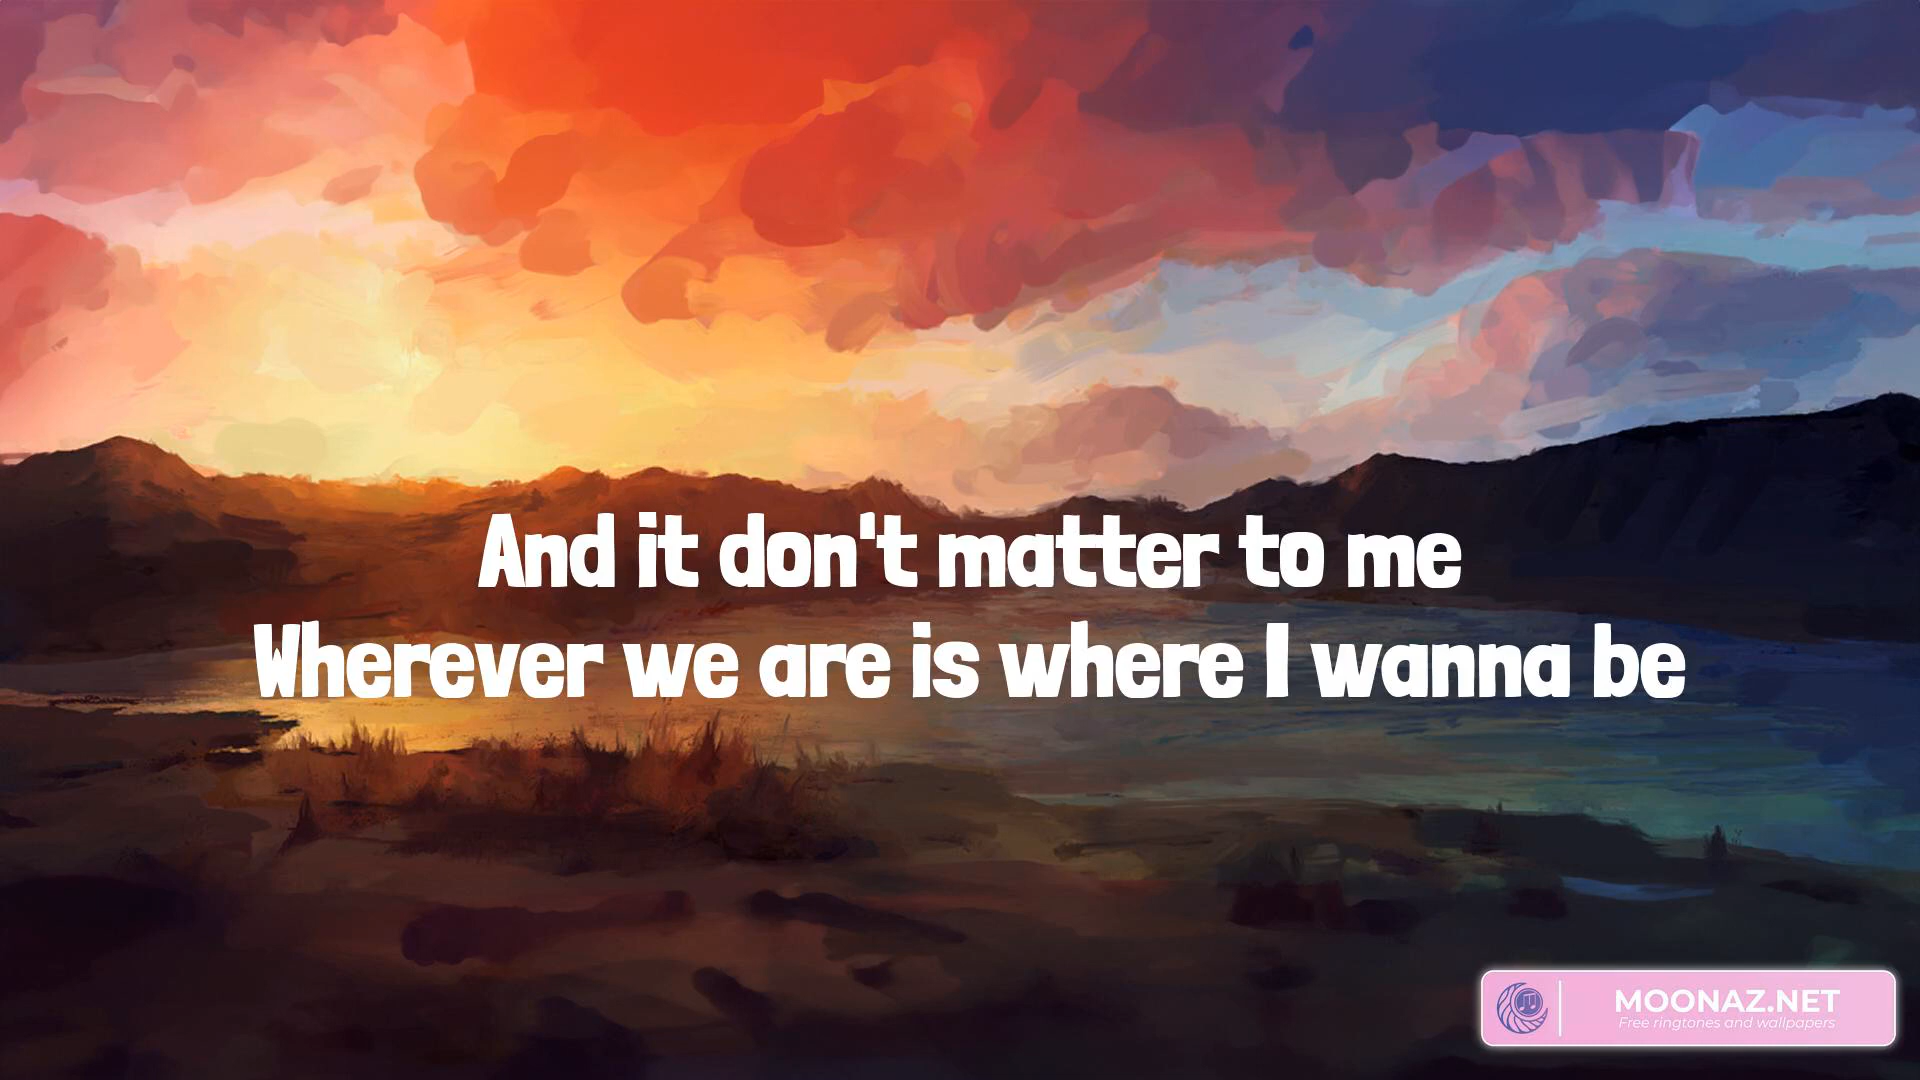 And it don't matter to me
Wherever we are is where I wanna be
MOONAZ.NET
Free ringtones and wallpapers